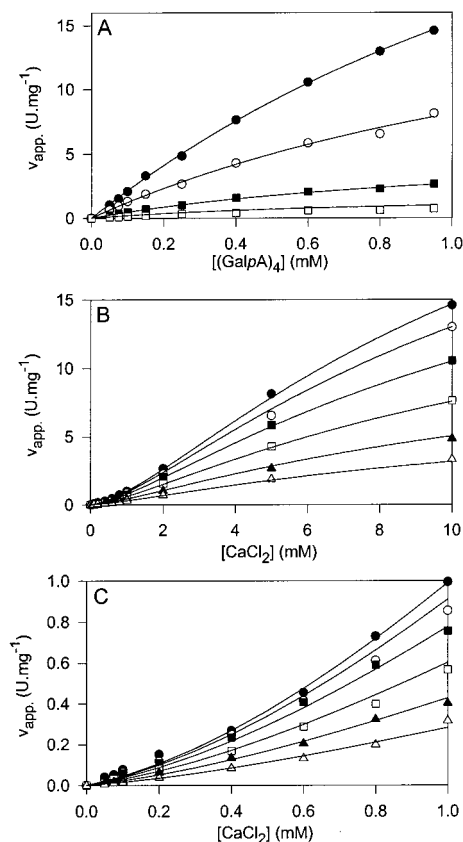 A
15
10
5
0
v_app. (U.mg⁻¹)
0.0 0.2 0.4 0.6 0.8 1.0
[(GalpA)₄] (mM)
B
15
10
5
0
v_app. (U.mg⁻¹)
0 2 4 6 8 10
[CaCl₂] (mM)
C
1.0
0.8
0.6
0.4
0.2
0.0
v_app. (U.mg⁻¹)
0.0 0.2 0.4 0.6 0.8 1.0
[CaCl₂] (mM)